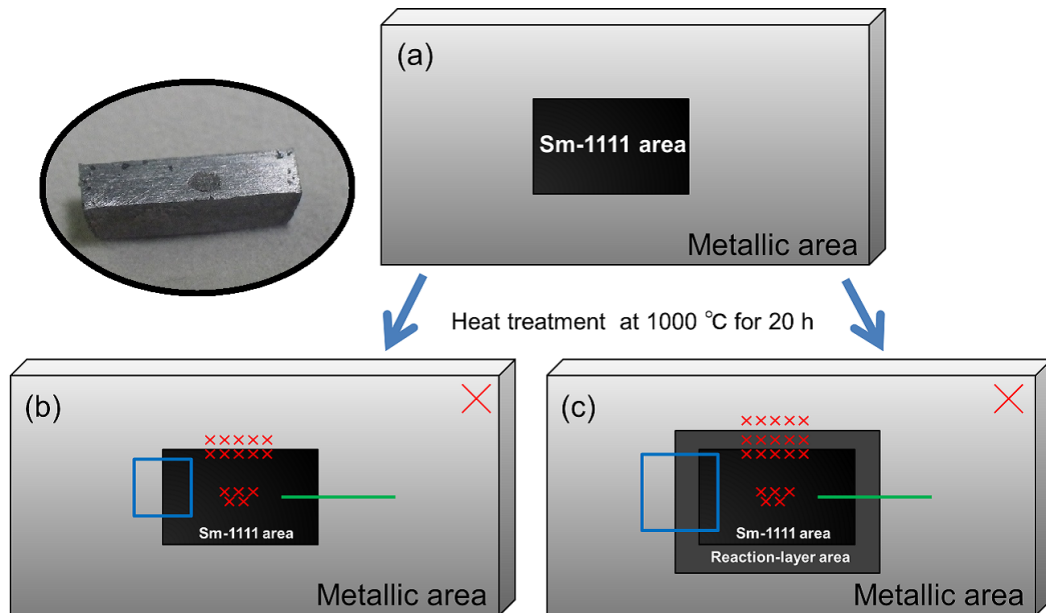 (a)
Sm-1111 area
Metallic area
Heat treatment at 1000 ℃ for 20 h
(b)
Sm-1111 area
Metallic area
(c)
Sm-1111 area
Reaction-layer area
Metallic area